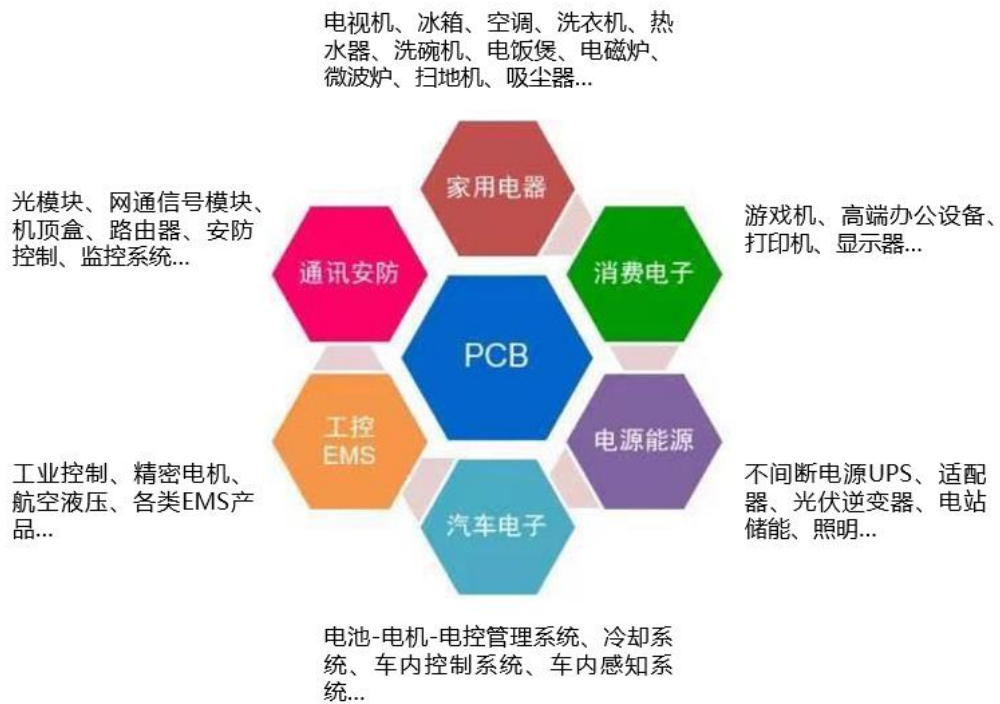 电视机、冰箱、空调、洗衣机、热
水器、洗碗机、电饭煲、电磁炉、
微波炉、扫地机、吸尘器...
家用电器
光模块、网通信号模块、
机顶盒、路由器、安防
控制、监控系统...
通讯安防
消费电子
游戏机、高端办公设备、
打印机、显示器...
PCB
工控
EMS
电源能源
工业控制、精密电机、
航空液压、各类EMS产
品...
不间断电源UPS、适配
器、光伏逆变器、电站
储能、照明...
汽车电子
电池-电机-电控管理系统、冷却系
统、车内控制系统、车内感知系
统...